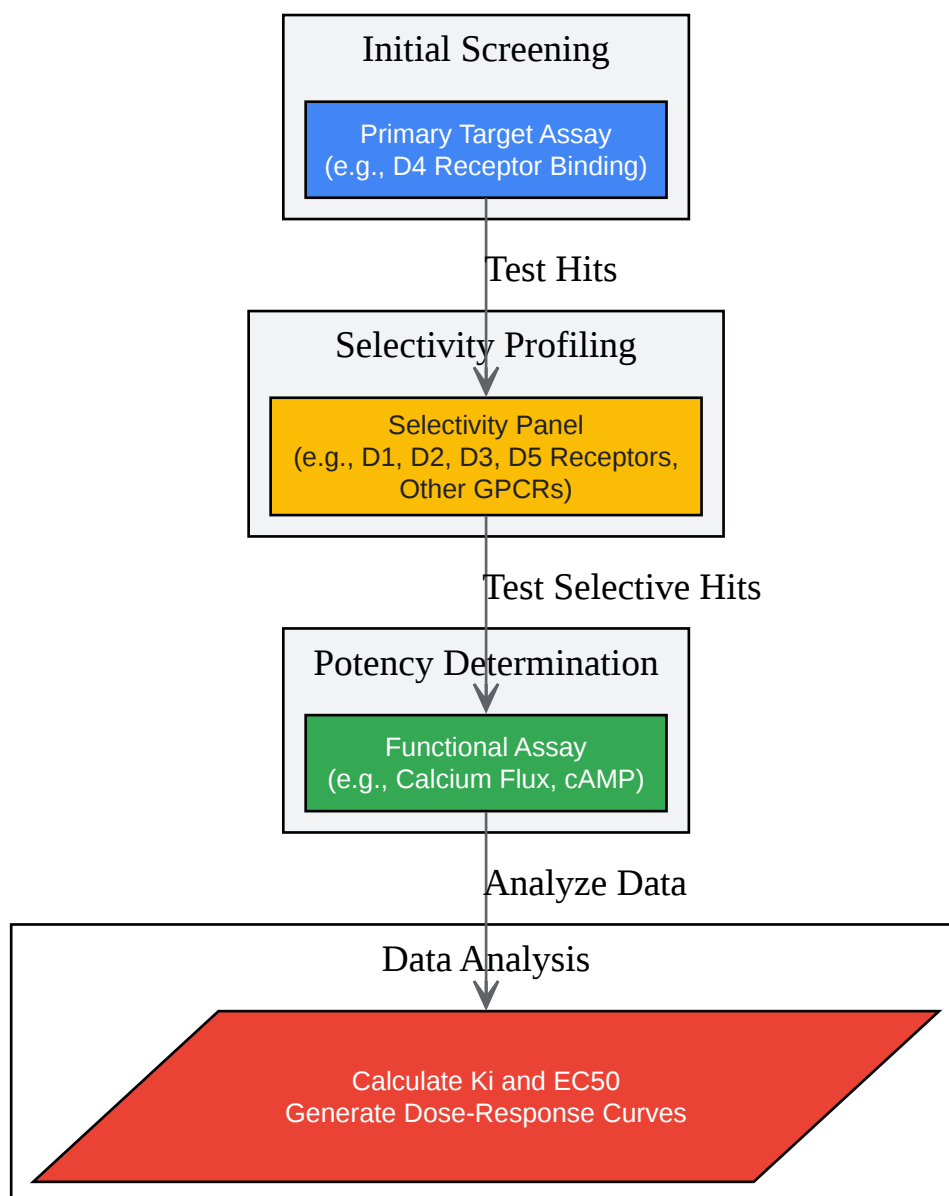 Initial Screening
Primary Target Assay
(e.g., D4 Receptor Binding)
Test Hits
Selectivity Profiling
Selectivity Panel
(e.g., D1, D2, D3, D5 Receptors,
Other GPCRs)
Test Selective Hits
Potency Determination
Functional Assay
(e.g., Calcium Flux, cAMP)
Analyze Data
Data Analysis
Calculate Ki and EC50
Generate Dose-Response Curves